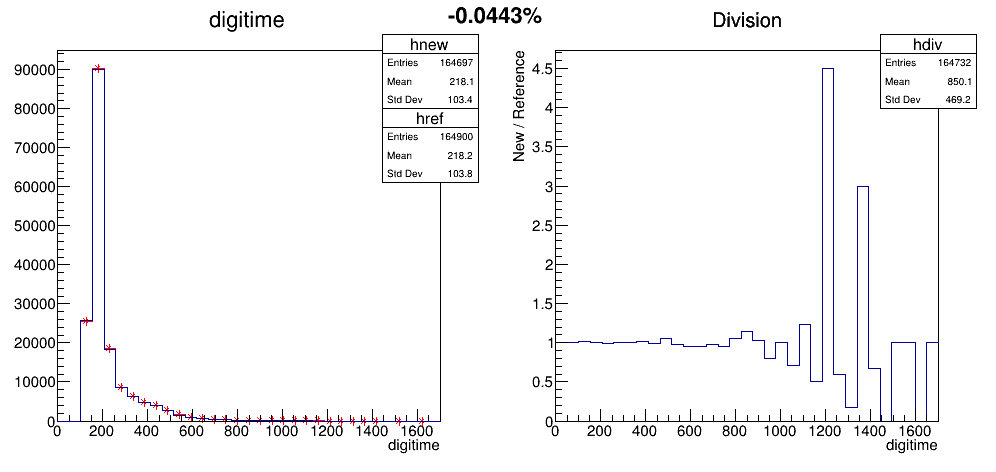 -0.0443%
digitime
hnew
Entries 164697
Mean 218.1
Std Dev 103.4
href
Entries 164900
Mean 218.2
Std Dev 103.8
90000
80000
70000
60000
50000
40000
30000
20000
10000
0
0 200 400 600 800 1000 1200 1400 1600
digitime
Division
hdiv
Entries 164732
Mean 850.1
Std Dev 469.2
New / Reference
4.5
4
3.5
3
2.5
2
1.5
1
0.5
0
0 200 400 600 800 1000 1200 1400 1600
digitime